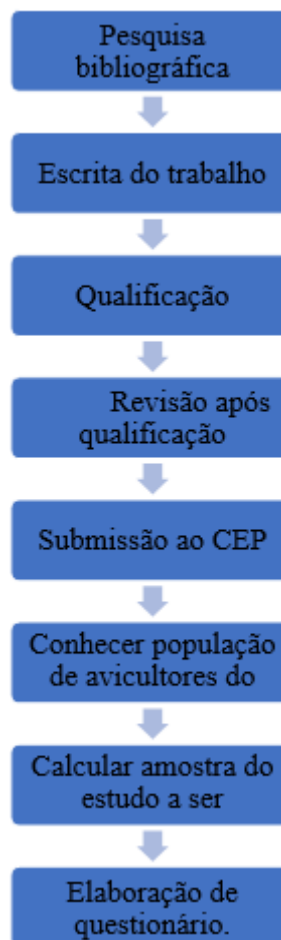 Pesquisa
bibliográfica
Escrita do trabalho
Qualificação
Revisão após
qualificação
Submissão ao CEP
Conhecer população
de avicultores do
Calcular amostra do
estudo a ser
Elaboração de
questionário.